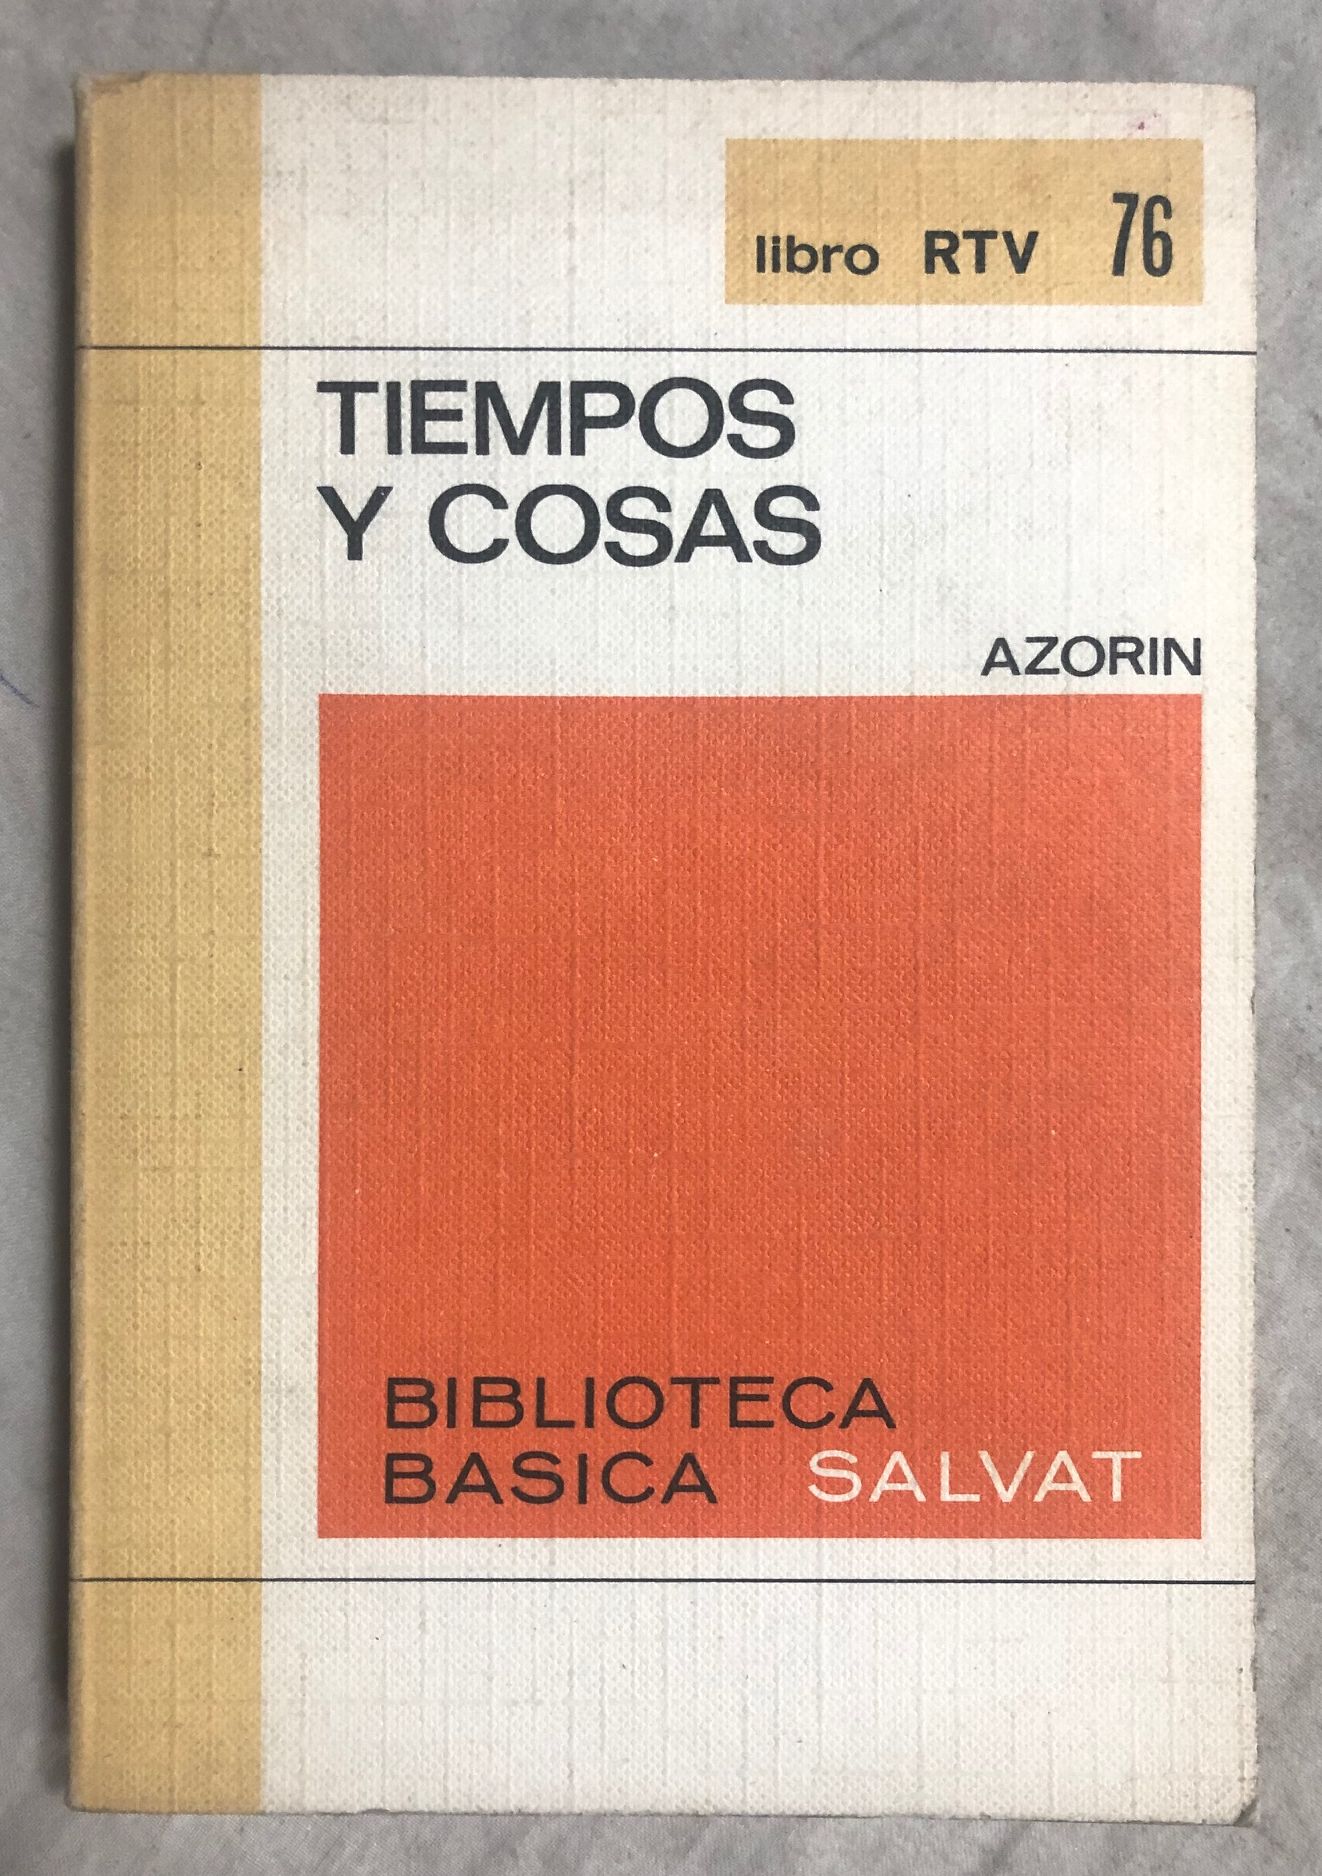 libro RTV 76
TIEMPOS
Y COSAS
AZORIN
BIBLIOTECA
BASICA SALVAT